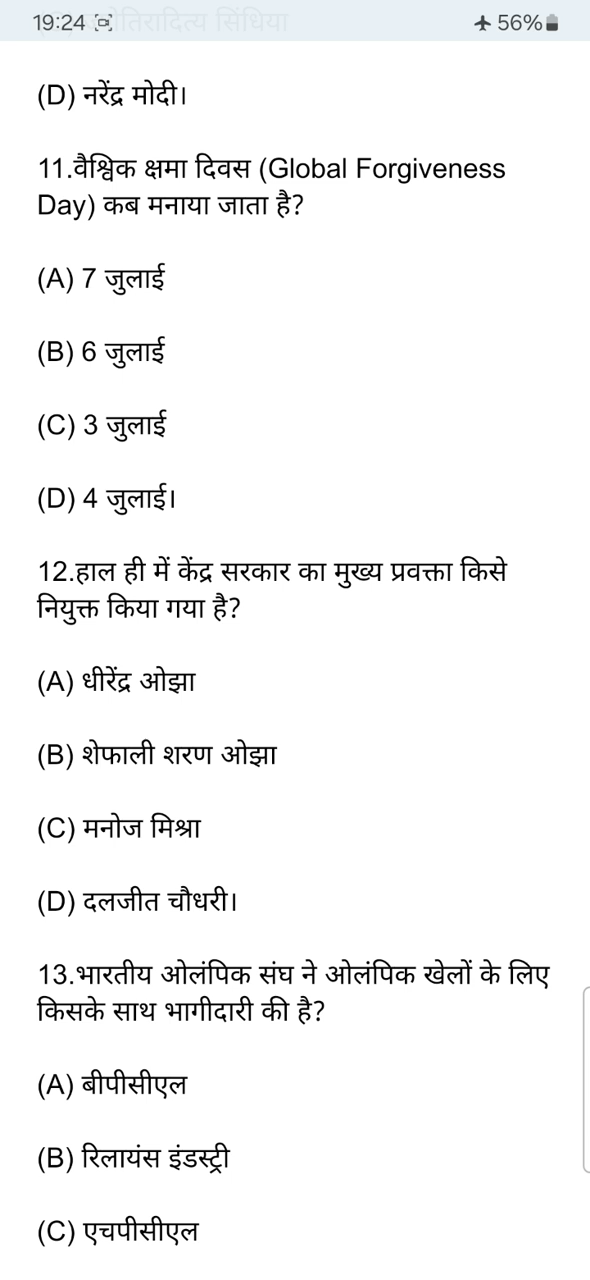 19:24
56%
(D) नरेंद्र मोदी।
11.वैश्विक क्षमा दिवस (Global Forgiveness
Day) कब मनाया जाता है?
(A) 7 जुलाई
(B) 6 जुलाई
(C) 3 जुलाई
(D) 4 जुलाई।
12.हाल ही में केंद्र सरकार का मुख्य प्रवक्ता किसे
नियुक्त किया गया है?
(A) धीरेंद्र ओझा
(B) शेफाली शरण ओझा
(C) मनोज मिश्रा
(D) दलजीत चौधरी।
13.भारतीय ओलंपिक संघ ने ओलंपिक खेलों के लिए
किसके साथ भागीदारी की है?
(A) बीपीसीएल
(B) रिलायंस इंडस्ट्री
(C) एचपीसीएल